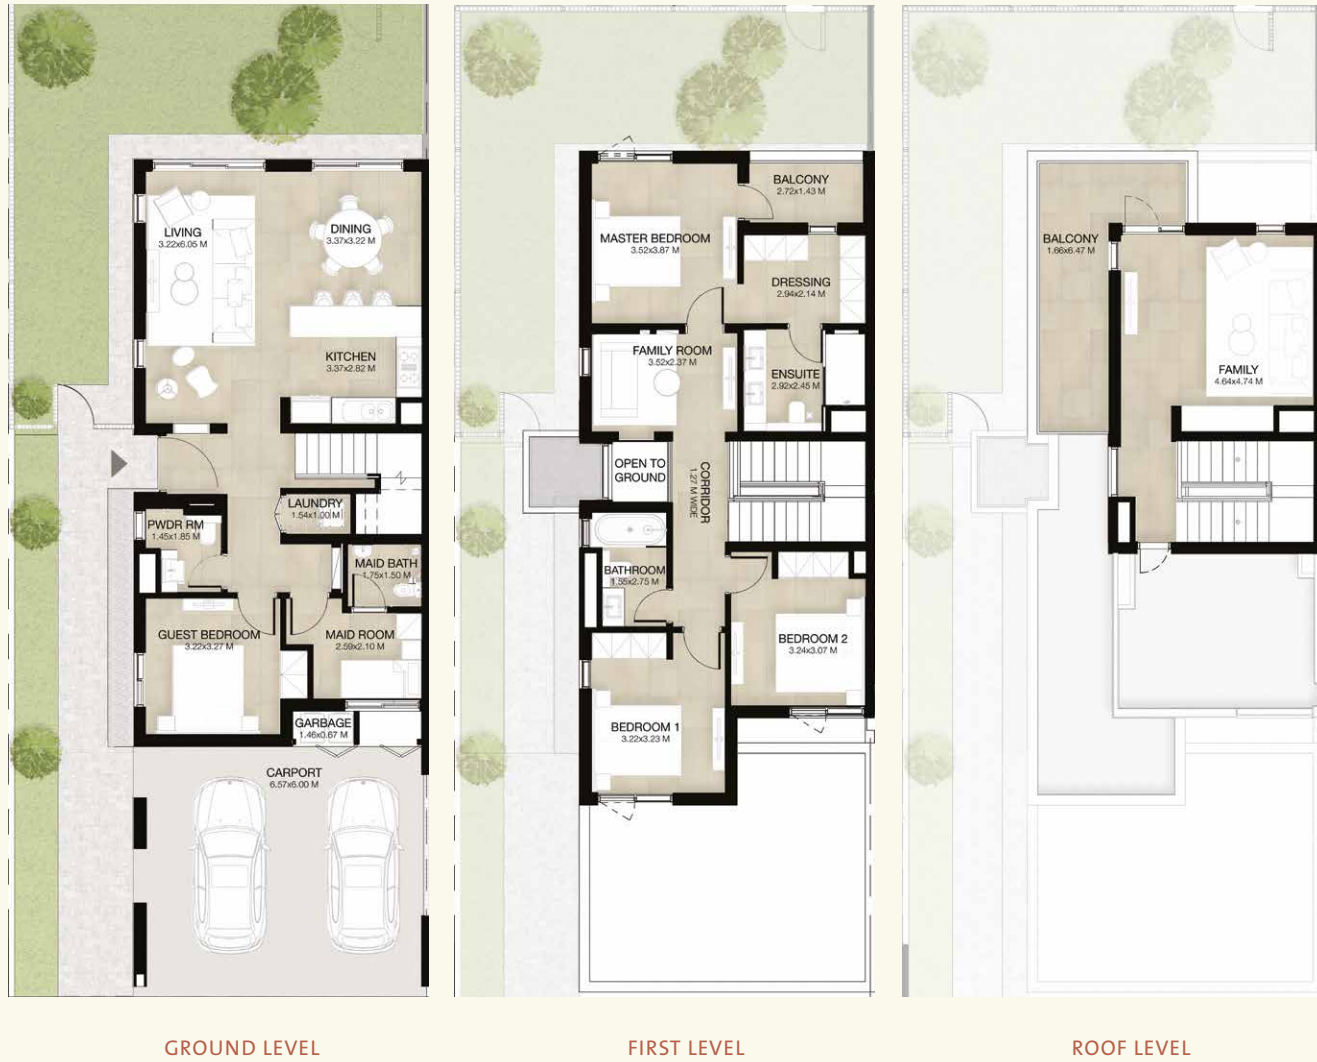 LIVING
3.22x6.05 M
DINING
3.37x3.22 M
KITCHEN
3.37x2.82 M
LAUNDRY
1.54x1.00 M
PWDR RM
1.45x1.85 M
MAID BATH
1.75x1.50 M
GUEST BEDROOM
3.22x3.27 M
MAID ROOM
2.59x2.10 M
GARBAGE
1.46x0.67 M
CARPORT
6.57x6.00 M
GROUND LEVEL
BALCONY
2.72x1.43 M
MASTER BEDROOM
3.52x3.87 M
DRESSING
2.94x2.14 M
FAMILY ROOM
3.52x2.37 M
ENSUITE
2.92x2.45 M
OPEN TO
GROUND
CORRIDOR
1.27 M WIDE
BATHROOM
1.55x2.75 M
BEDROOM 2
3.24x3.07 M
BEDROOM 1
3.22x3.23 M
FIRST LEVEL
BALCONY
1.66x6.47 M
FAMILY
4.64x4.74 M
ROOF LEVEL